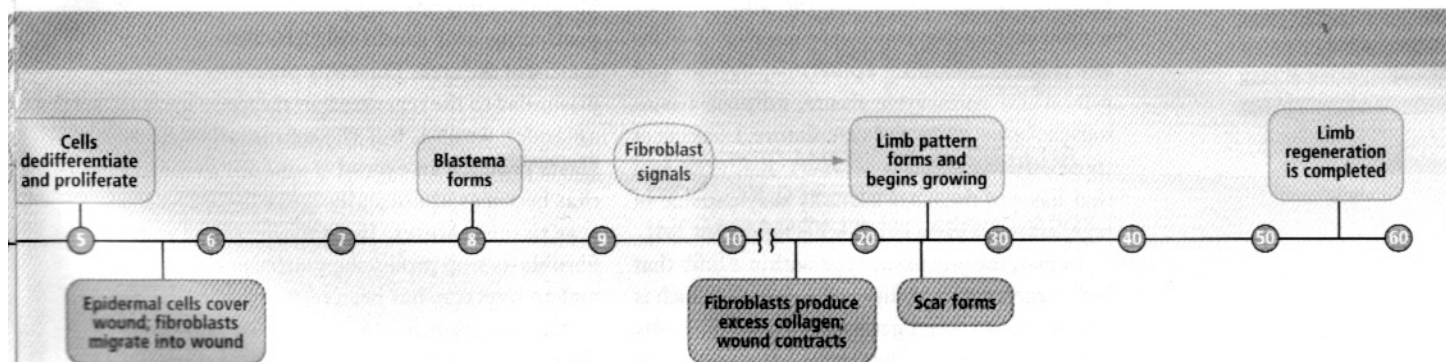 Cells
dedifferentiate
and proliferate
Blastema
forms
Fibroblast
signals
Limb pattern
forms and
begins growing
Limb
regeneration
is completed
5 6 7 8 9 10 20 30 40 50 60
Epidermal cells cover
wound; fibroblasts
migrate into wound
Fibroblasts produce
excess collagen;
wound contracts
Scar forms